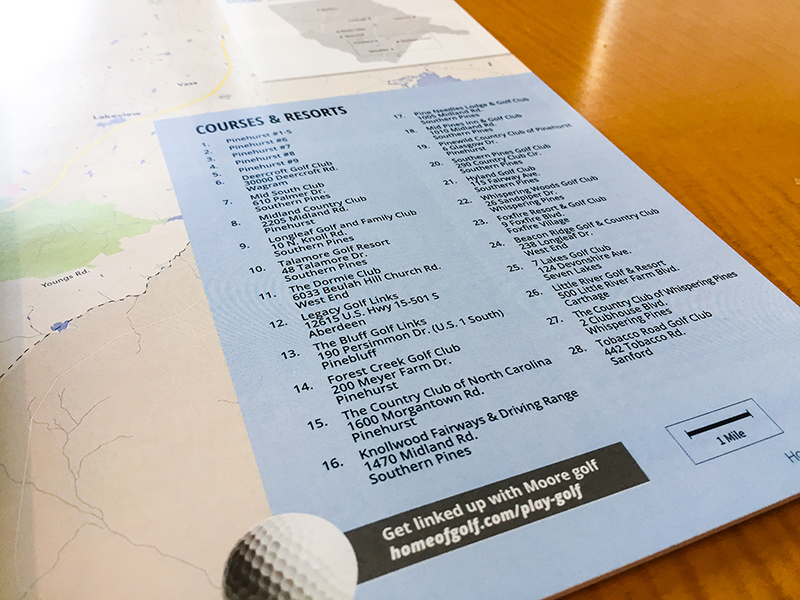 Vass
Lakeview
Youngs Rd.
COURSES & RESORTS
1. Pinehurst #1-5
2. Pinehurst #6
3. Pinehurst #7
4. Pinehurst #8
5. Pinehurst #9
6. Deercroft Golf Club
30000 Deercroft Rd.
Wagram
7. Mid South Club
610 Palmer Dr.
Southern Pines
8. Midland Country Club
205 Midland Rd.
Pinehurst
9. Longleaf Golf and Family Club
10 N. Knoll Rd.
Southern Pines
10. Talamore Golf Resort
48 Talamore Dr.
Southern Pines
11. The Dormie Club
6033 Beulah Hill Church Rd.
West End
12. Legacy Golf Links
12615 U.S. Hwy 15-501 S
Aberdeen
13. The Bluff Golf Links
190 Persimmon Dr. (U.S. 1 South)
Pinebluff
14. Forest Creek Golf Club
200 Meyer Farm Dr.
Pinehurst
15. The Country Club of North Carolina
1600 Morgantown Rd.
Pinehurst
16. Knollwood Fairways & Driving Range
1470 Midland Rd.
Southern Pines
17. Pine Needles Lodge & Golf Club
1005 Midland Rd.
Southern Pines
18. Mid Pines Inn & Golf Club
1010 Midland Rd.
Southern Pines
19. Pinewild Country Club of Pinehurst
6 Glasgow Dr.
Pinehurst
20. Southern Pines Golf Club
290 Country Club Cir.
Southern Pines
21. Hyland Golf Club
115 Fairway Ave.
Southern Pines
22. Whispering Woods Golf Club
26 Sandpiper Dr.
Whispering Pines
23. Foxfire Resort & Golf Club
9 Foxfire Blvd.
Foxfire Village
24. Beacon Ridge Golf & Country Club
238 Longleaf Dr.
West End
25. 7 Lakes Golf Club
124 Devonshire Ave.
Seven Lakes
26. Little River Golf & Resort
500 Little River Farm Blvd.
Carthage
27. The Country Club of Whispering Pines
2 Clubhouse Blvd.
Whispering Pines
28. Tobacco Road Golf Club
442 Tobacco Rd.
Sanford
1 Mile
Get linked up with Moore golf
homeofgolf.com/play-golf